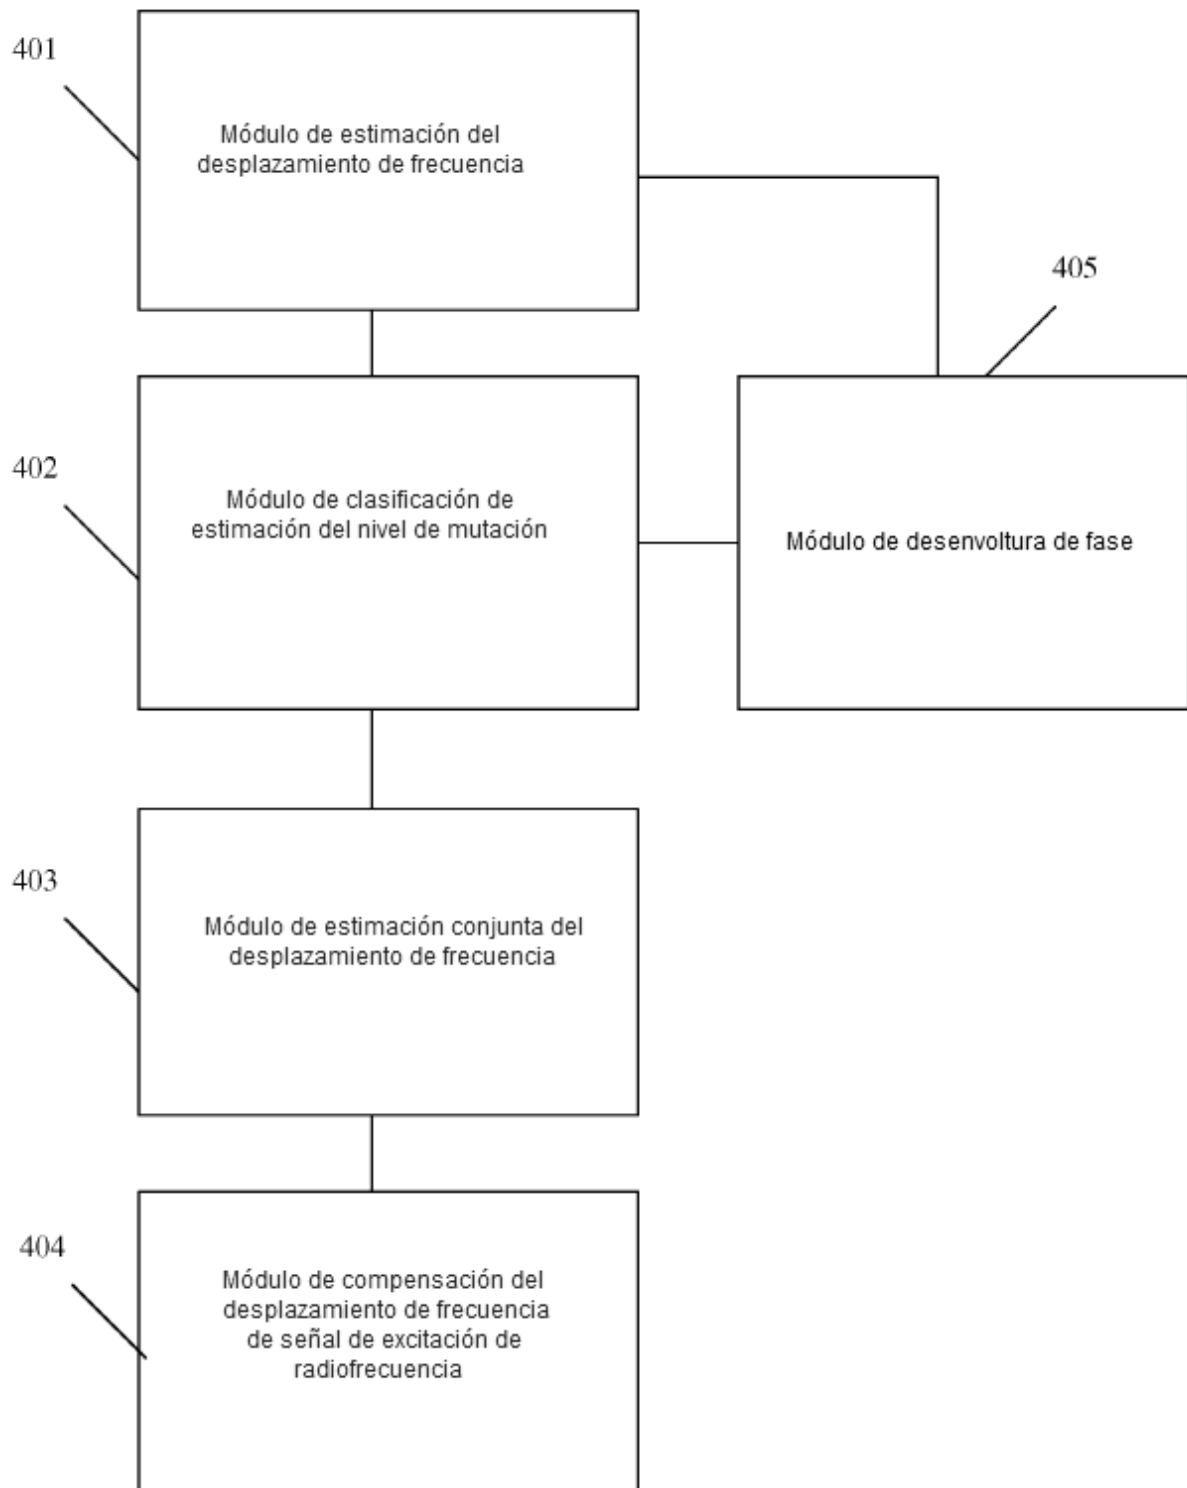 401
Módulo de estimación del
desplazamiento de frecuencia
405
402
Módulo de clasificación de
estimación del nivel de mutación
Módulo de desenvoltura de fase
403
Módulo de estimación conjunta del
desplazamiento de frecuencia
404
Módulo de compensación del
desplazamiento de frecuencia
de señal de excitación de
radiofrecuencia